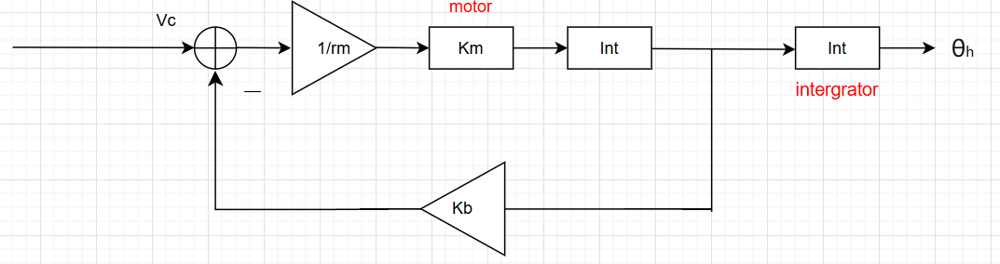 motor
Vc
1/rm
Km
Int
Int
θh
—
intergrator
Kb